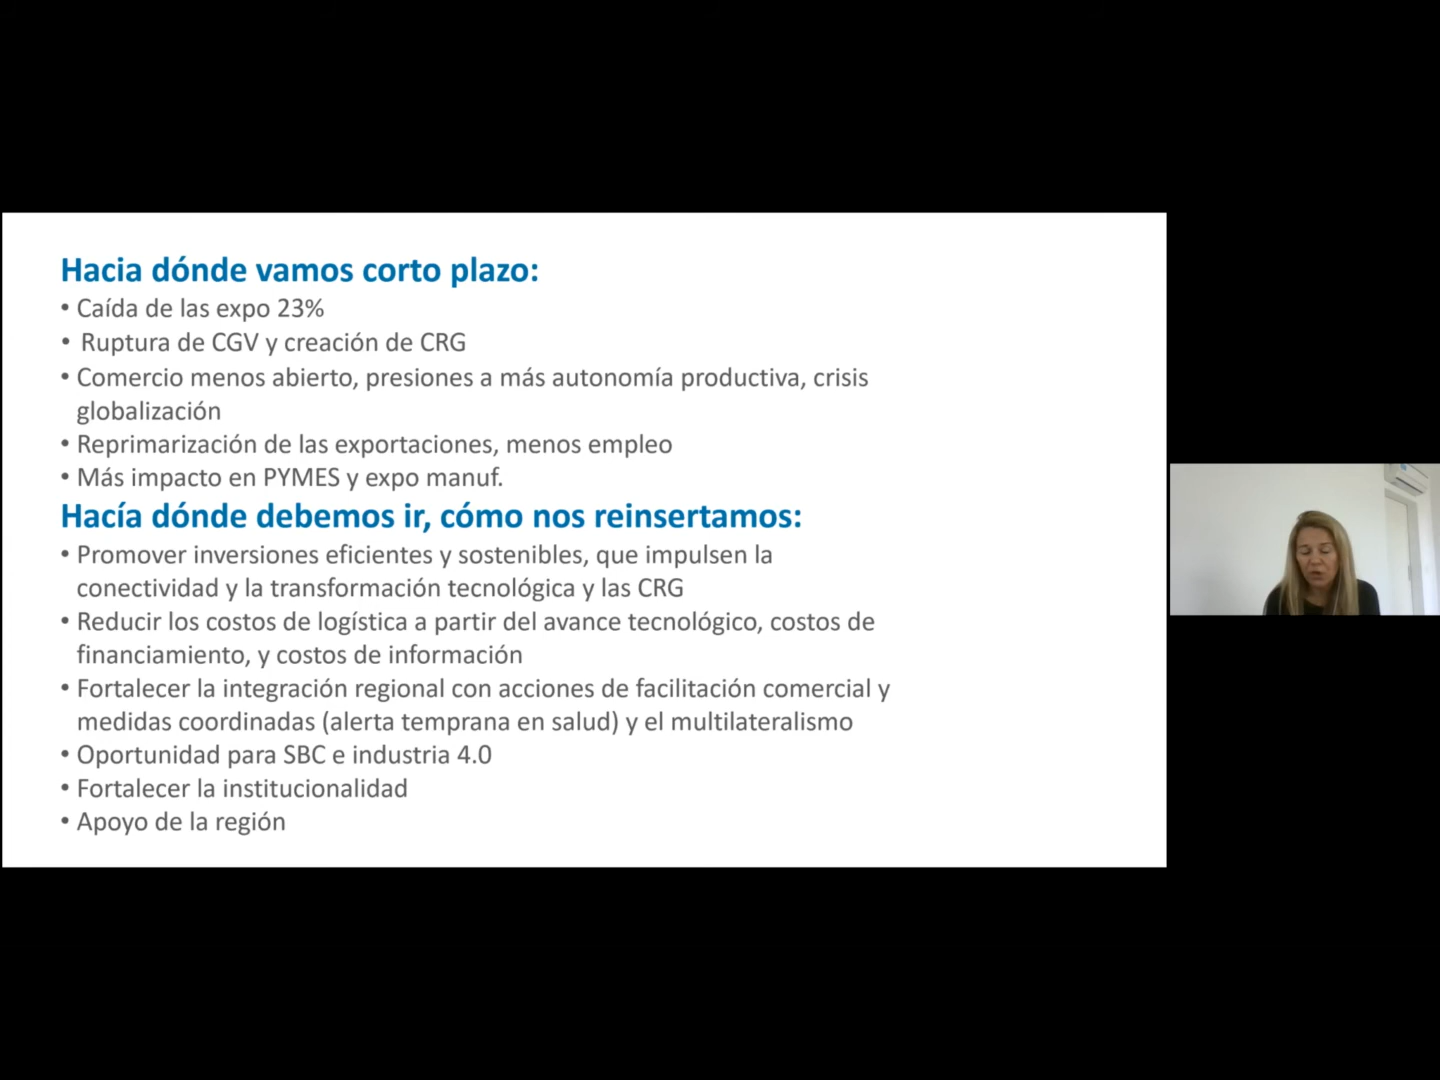 Hacia dónde vamos corto plazo:
• Caída de las expo 23%
• Ruptura de CGV y creación de CRG
• Comercio menos abierto, presiones a más autonomía productiva, crisis
globalización
• Reprimarización de las exportaciones, menos empleo
• Más impacto en PYMES y expo manuf.
Hacía dónde debemos ir, cómo nos reinsertamos:
• Promover inversiones eficientes y sostenibles, que impulsen la
conectividad y la transformación tecnológica y las CRG
• Reducir los costos de logística a partir del avance tecnológico, costos de
financiamiento, y costos de información
• Fortalecer la integración regional con acciones de facilitación comercial y
medidas coordinadas (alerta temprana en salud) y el multilateralismo
• Oportunidad para SBC e industria 4.0
• Fortalecer la institucionalidad
• Apoyo de la región